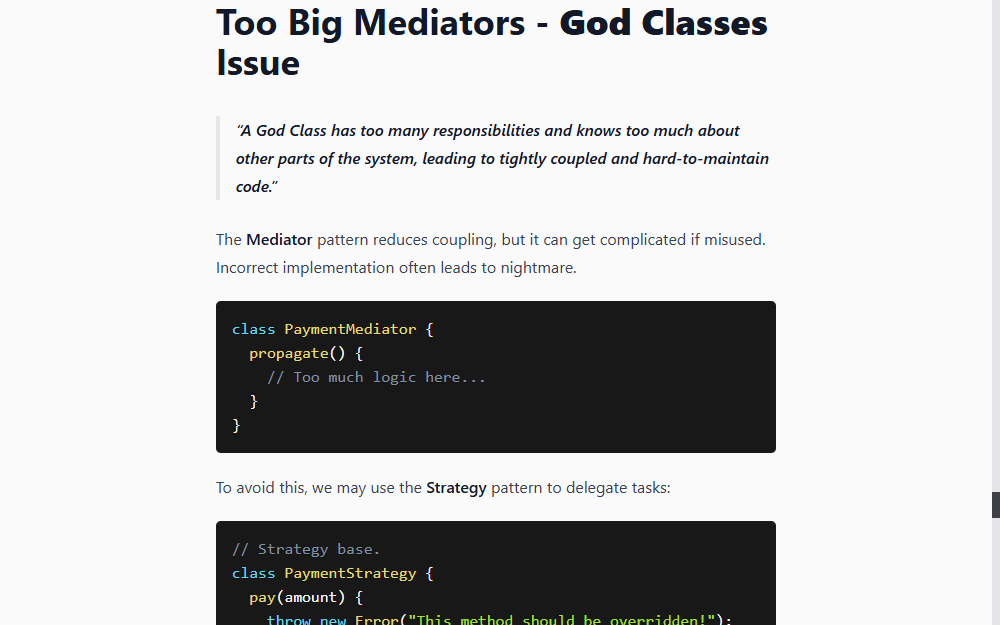 Too Big Mediators - God Classes
Issue
“A God Class has too many responsibilities and knows too much about
other parts of the system, leading to tightly coupled and hard-to-maintain
code.”
The Mediator pattern reduces coupling, but it can get complicated if misused.
Incorrect implementation often leads to nightmare.
class PaymentMediator {
  propagate() {
    // Too much logic here...
  }
}
To avoid this, we may use the Strategy pattern to delegate tasks:
// Strategy base.
class PaymentStrategy {
  pay(amount) {
    throw new Error("This method should be overridden!");